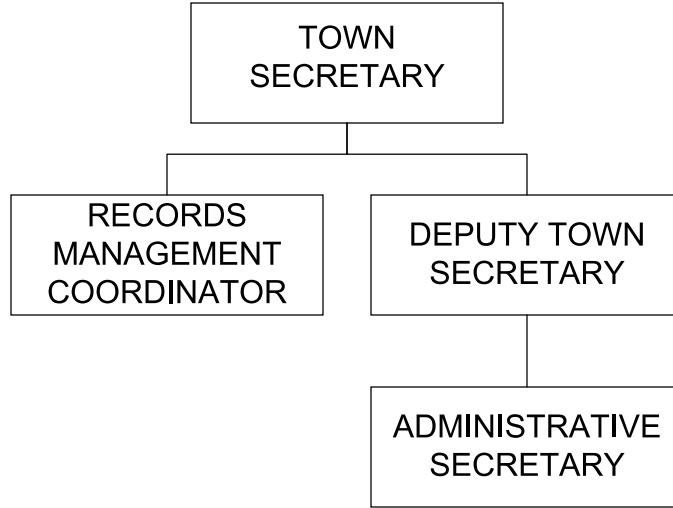 TOWN
SECRETARY
RECORDS
MANAGEMENT
COORDINATOR
DEPUTY TOWN
SECRETARY
ADMINISTRATIVE
SECRETARY